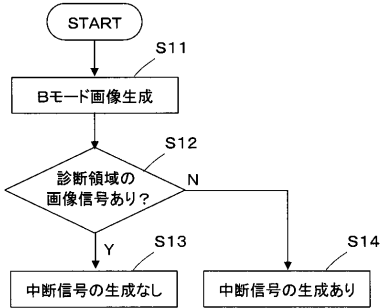 START
S11
Bモード画像生成
S12
診断領域の
画像信号あり?
N
Y
S13
S14
中断信号の生成なし
中断信号の生成あり